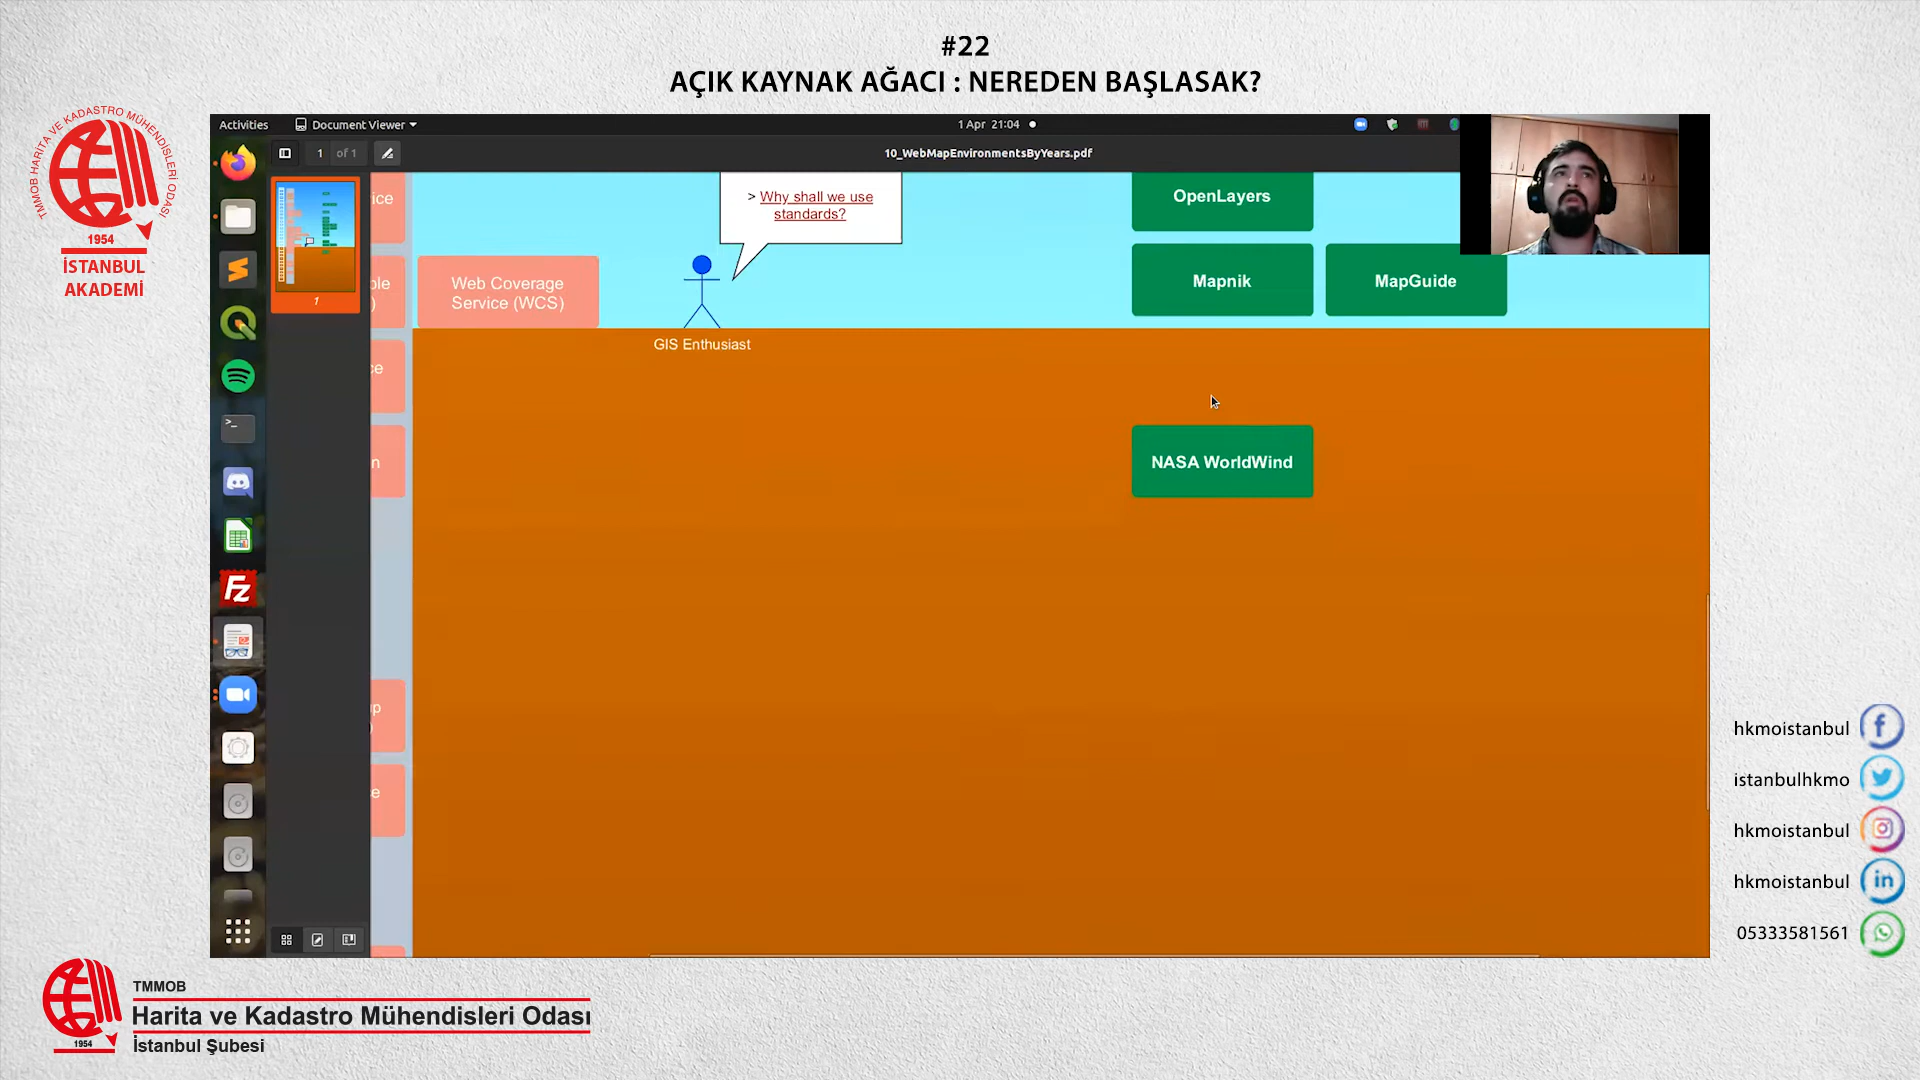 #22
AÇIK KAYNAK AĞACI : NEREDEN BAŞLASAK?
TMMOB HARİTA VE KADASTRO MÜHENDİSLERİ ODASI
1954
İSTANBUL
AKADEMİ
Activities
Document Viewer
1 Apr 21:04
1 of 1
10_WebMapEnvironmentsByYears.pdf
1
ice
> Why shall we use
standards?
OpenLayers
ble
)
Web Coverage
Service (WCS)
Mapnik
MapGuide
GIS Enthusiast
ce
n
NASA WorldWind
p
)
e
hkmoistanbul
istanbulhkmo
hkmoistanbul
hkmoistanbul
05333581561
1954
TMMOB
Harita ve Kadastro Mühendisleri Odası
İstanbul Şubesi